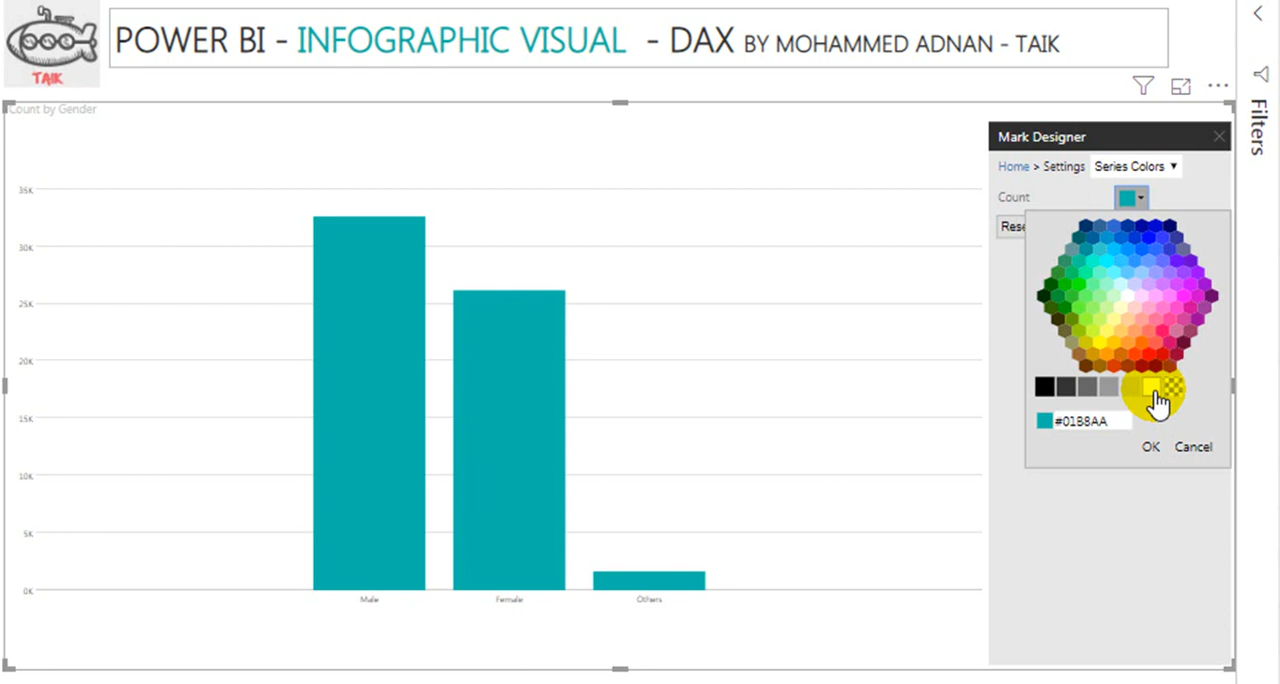 POWER BI - INFOGRAPHIC VISUAL - DAX BY MOHAMMED ADNAN - TAIK
TAIK
Count by Gender
Filters
Mark Designer
Home > Settings Series Colors
Count
Rese
#01B8AA
OK Cancel
35K
30K
25K
20K
15K
10K
5K
0K
Male Female Others